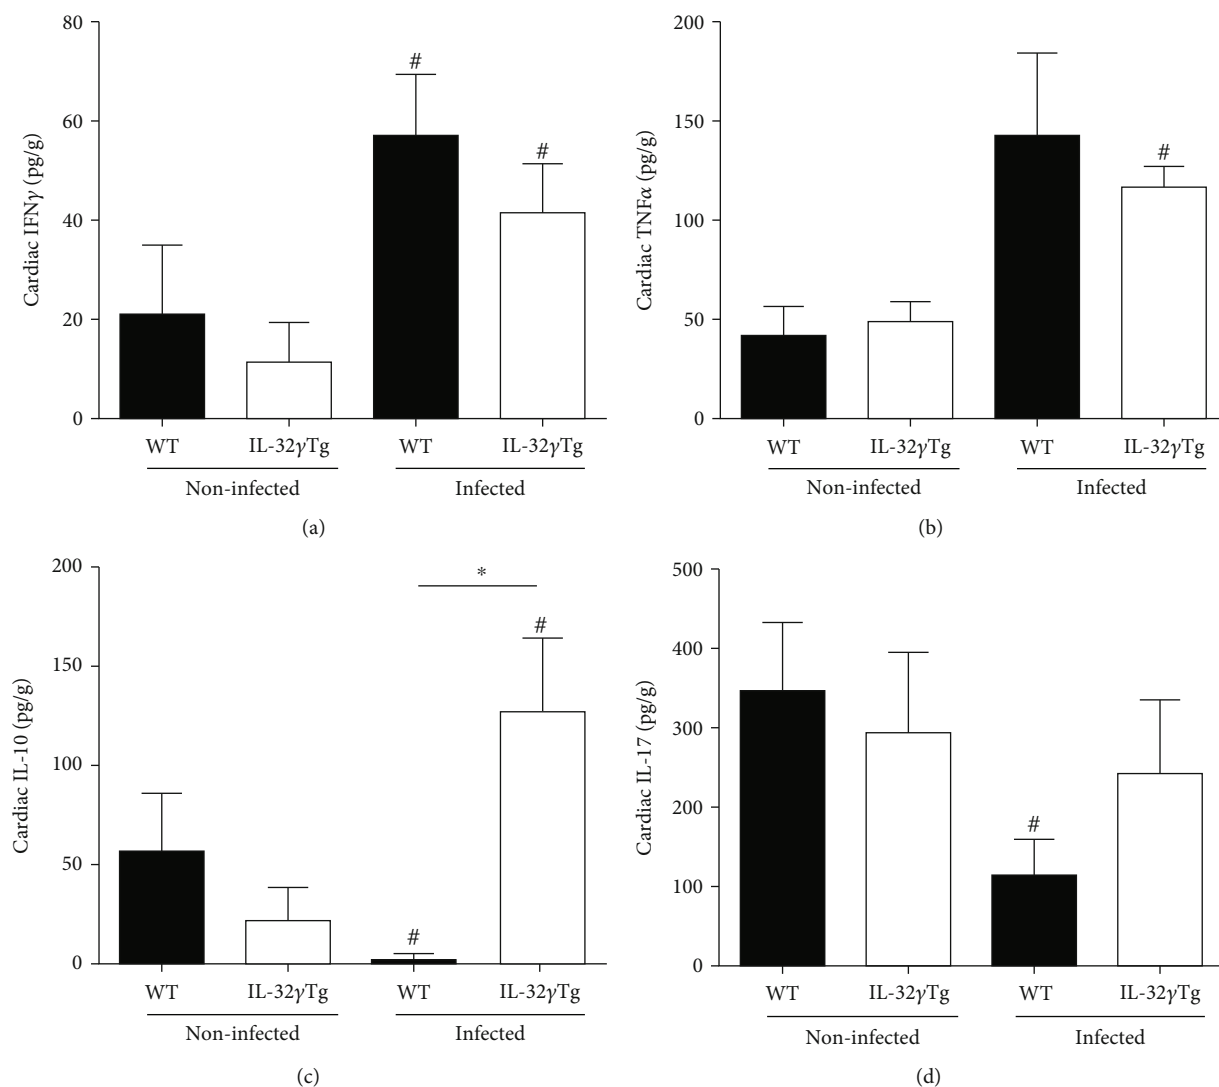 80
60
40
20
0
Cardiac IFNγ (pg/g)
#
#
WT IL-32γTg WT IL-32γTg
Non-infected Infected
(a)
200
150
100
50
0
Cardiac TNFα (pg/g)
#
WT IL-32γTg WT IL-32γTg
Non-infected Infected
(b)
200
150
100
50
0
Cardiac IL-10 (pg/g)
*
#
#
WT IL-32γTg WT IL-32γTg
Non-infected Infected
(c)
500
400
300
200
100
0
Cardiac IL-17 (pg/g)
#
WT IL-32γTg WT IL-32γTg
Non-infected Infected
(d)